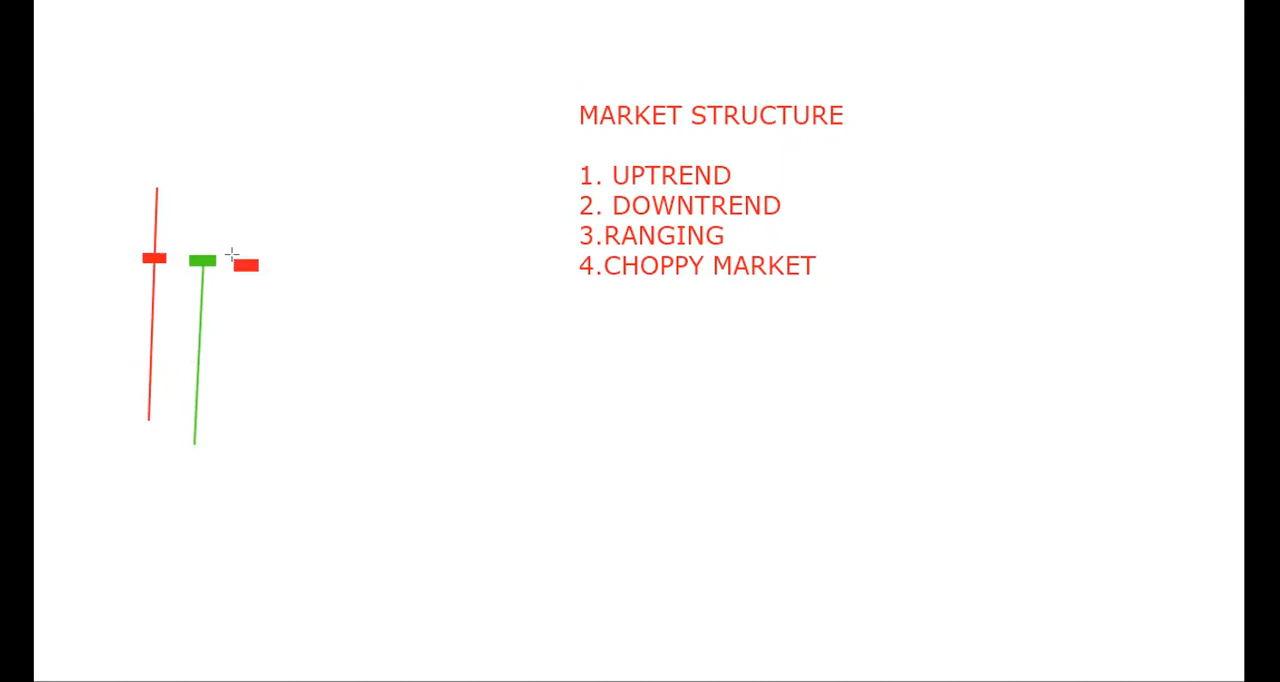 MARKET STRUCTURE
1. UPTREND
2. DOWNTREND
3.RANGING
4.CHOPPY MARKET